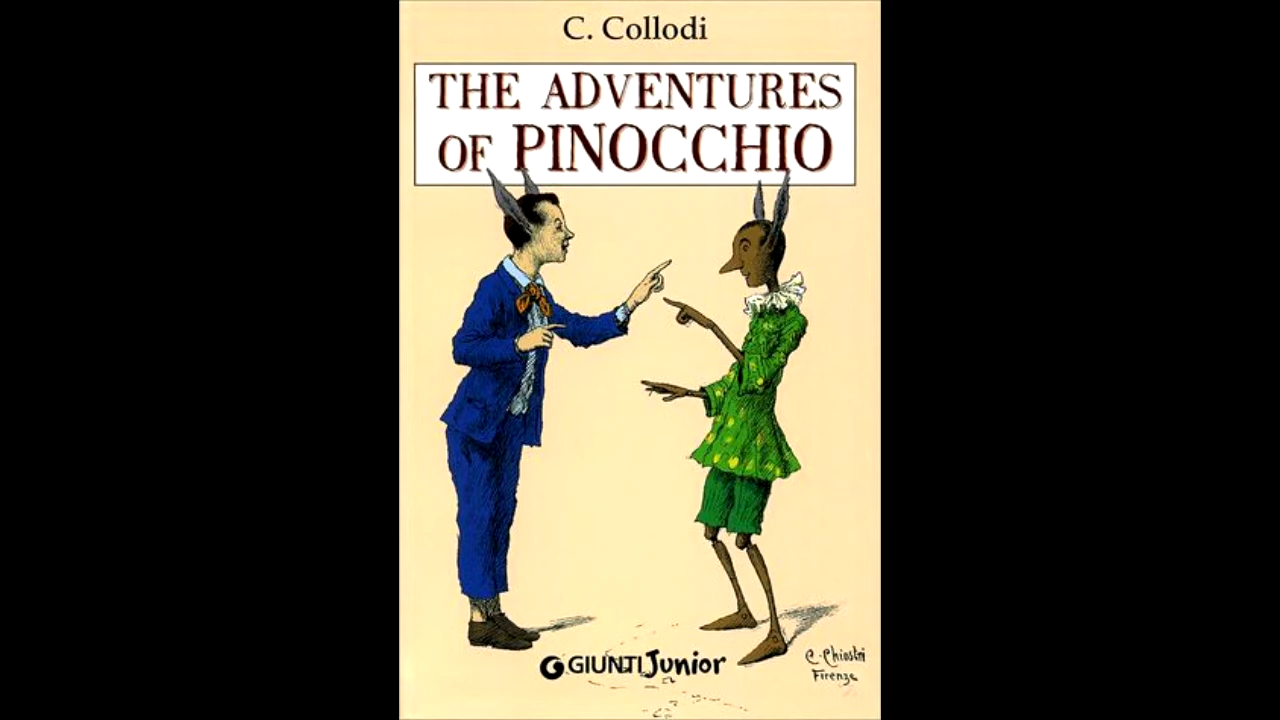 C. Collodi
THE ADVENTURES
OF PINOCCHIO
GIUNTI Junior
C. Chiostri
Firenze